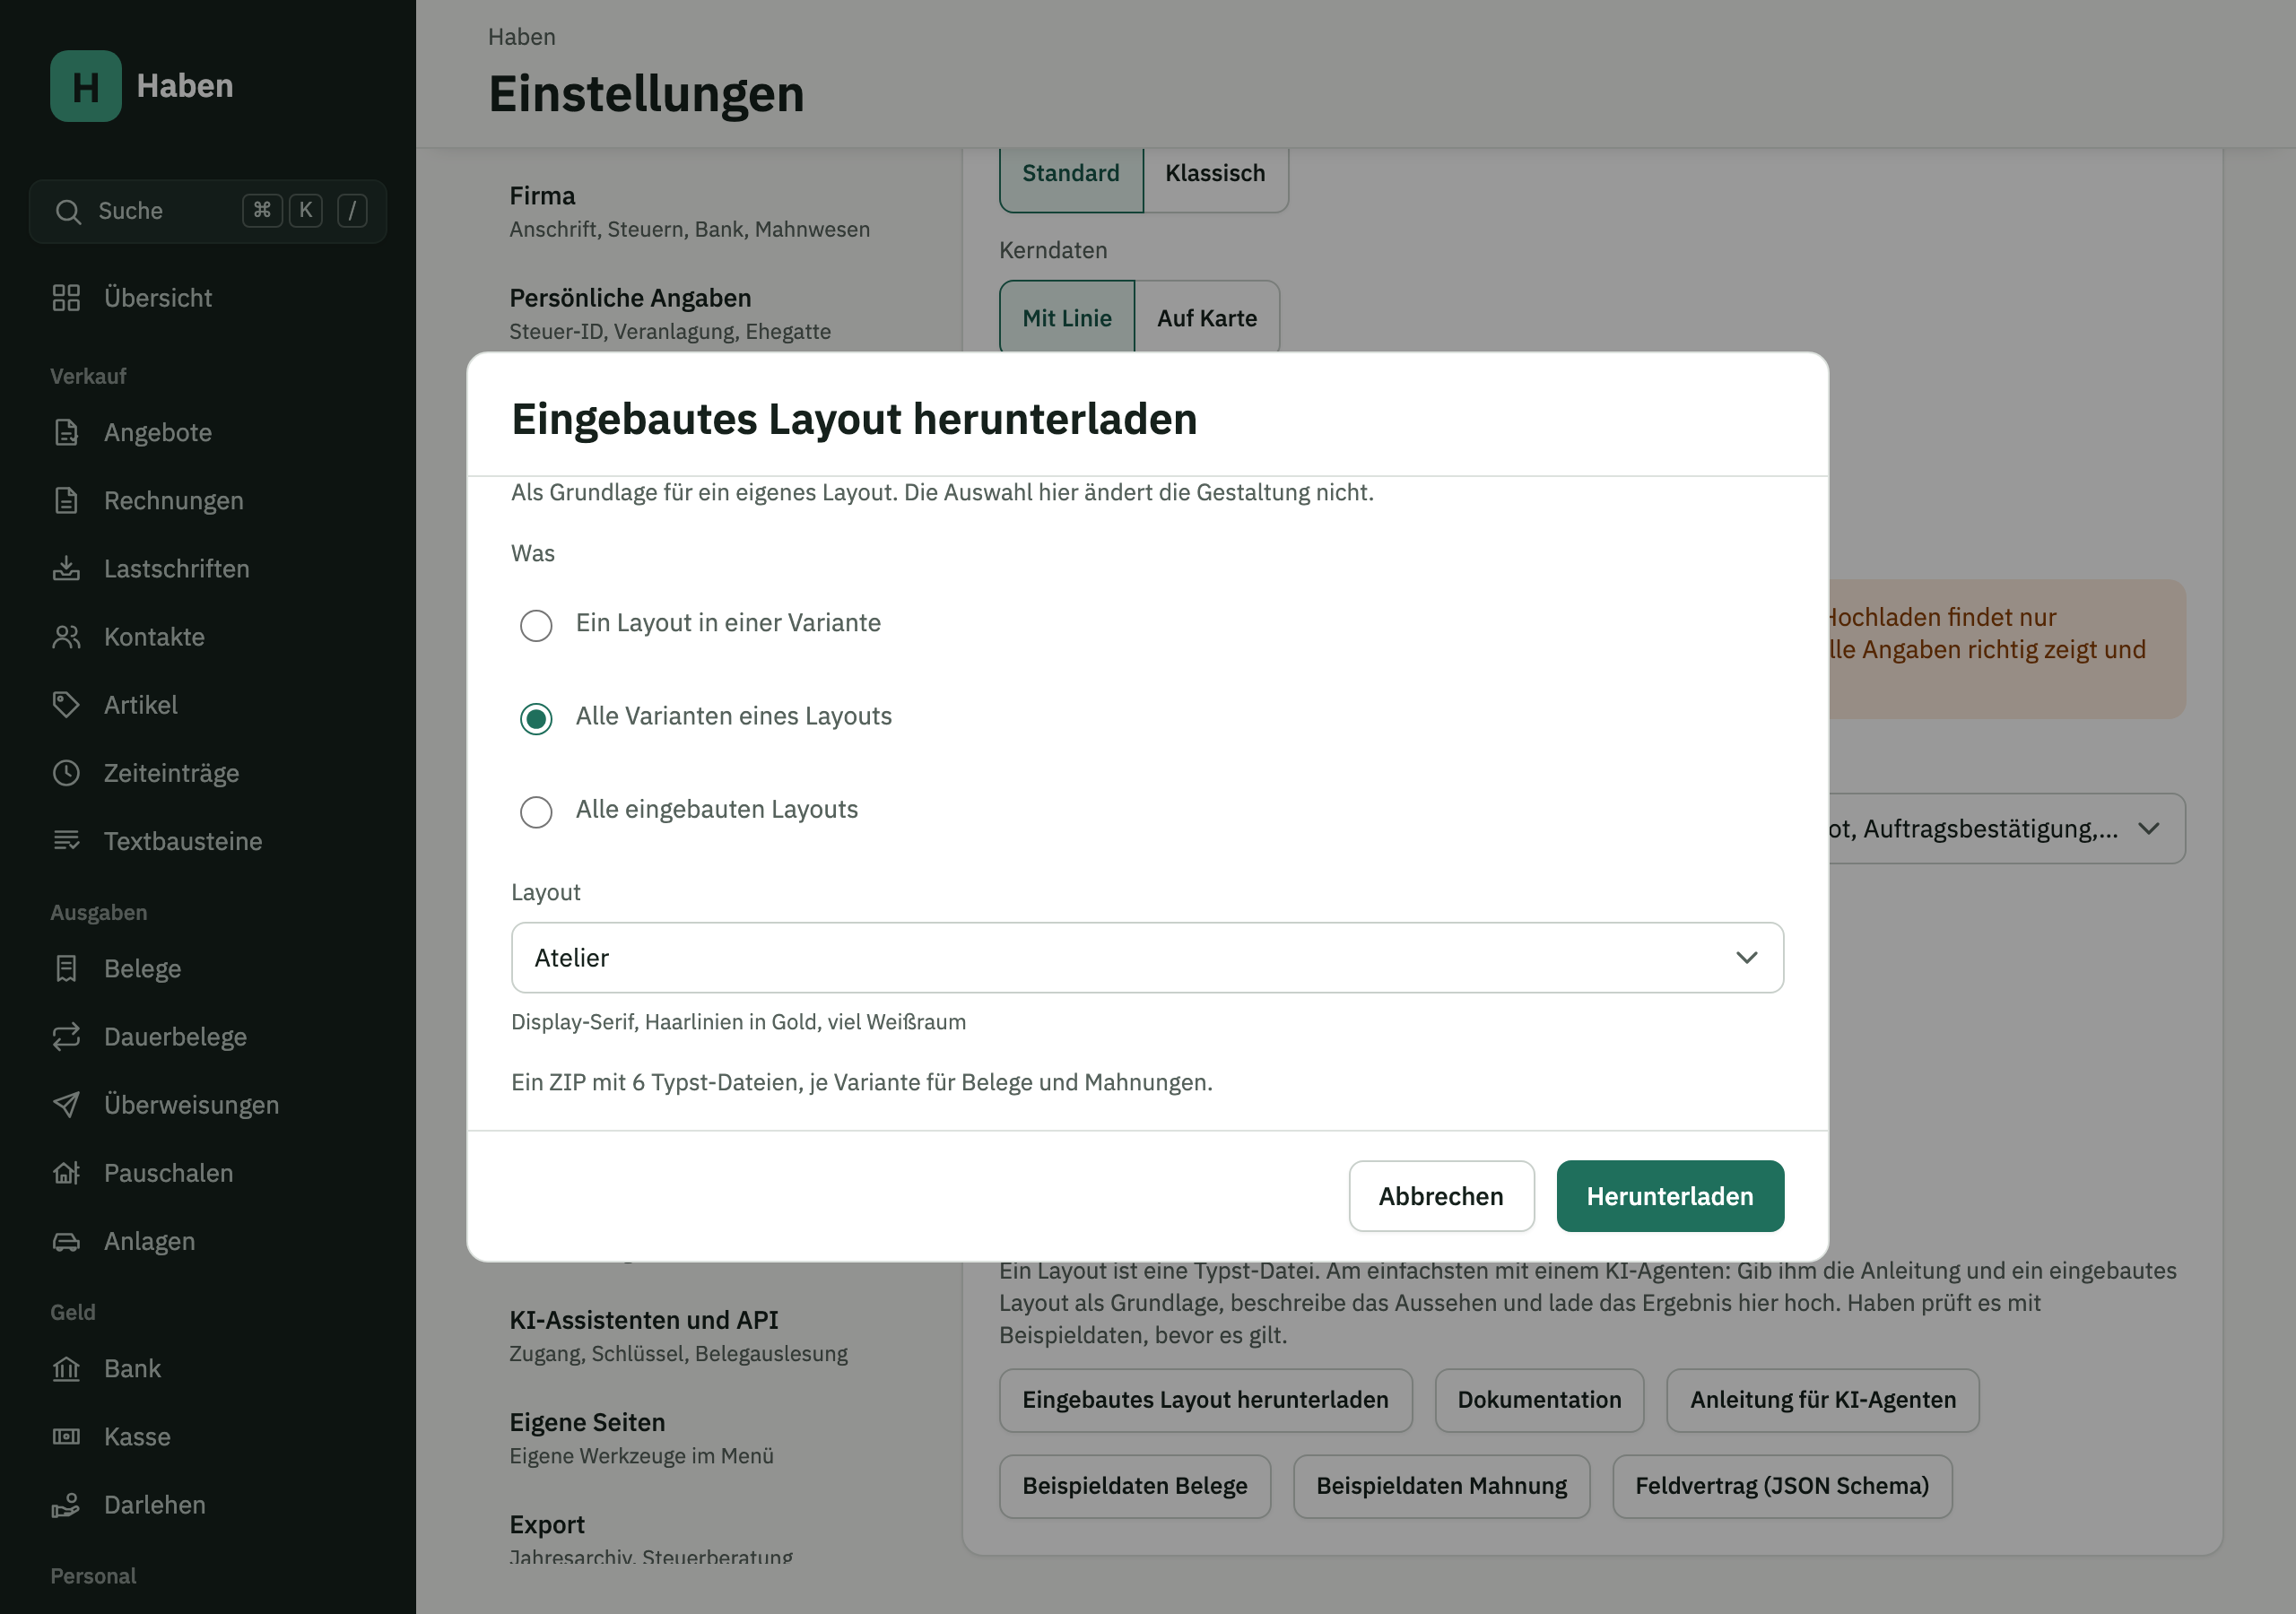 H
Haben
Suche
⌘ K /
Übersicht
Verkauf
Angebote
Rechnungen
Lastschriften
Kontakte
Artikel
Zeiteinträge
Textbausteine
Ausgaben
Belege
Dauerbelege
Überweisungen
Pauschalen
Anlagen
Geld
Bank
Kasse
Darlehen
Personal
Haben
Einstellungen
Firma
Anschrift, Steuern, Bank, Mahnwesen
Persönliche Angaben
Steuer-ID, Veranlagung, Ehegatte
Standard Klassisch
Kerndaten
Mit Linie Auf Karte
Hochladen findet nur
lle Angaben richtig zeigt und
ot, Auftragsbestätigung,...
Eingebautes Layout herunterladen
Als Grundlage für ein eigenes Layout. Die Auswahl hier ändert die Gestaltung nicht.
Was
Ein Layout in einer Variante
Alle Varianten eines Layouts
Alle eingebauten Layouts
Layout
Atelier
Display-Serif, Haarlinien in Gold, viel Weißraum
Ein ZIP mit 6 Typst-Dateien, je Variante für Belege und Mahnungen.
Abbrechen Herunterladen
KI-Assistenten und API
Zugang, Schlüssel, Belegauslesung
Eigene Seiten
Eigene Werkzeuge im Menü
Export
Jahresarchiv, Steuerberatung
Ein Layout ist eine Typst-Datei. Am einfachsten mit einem KI-Agenten: Gib ihm die Anleitung und ein eingebautes
Layout als Grundlage, beschreibe das Aussehen und lade das Ergebnis hier hoch. Haben prüft es mit
Beispieldaten, bevor es gilt.
Eingebautes Layout herunterladen Dokumentation Anleitung für KI-Agenten
Beispieldaten Belege Beispieldaten Mahnung Feldvertrag (JSON Schema)